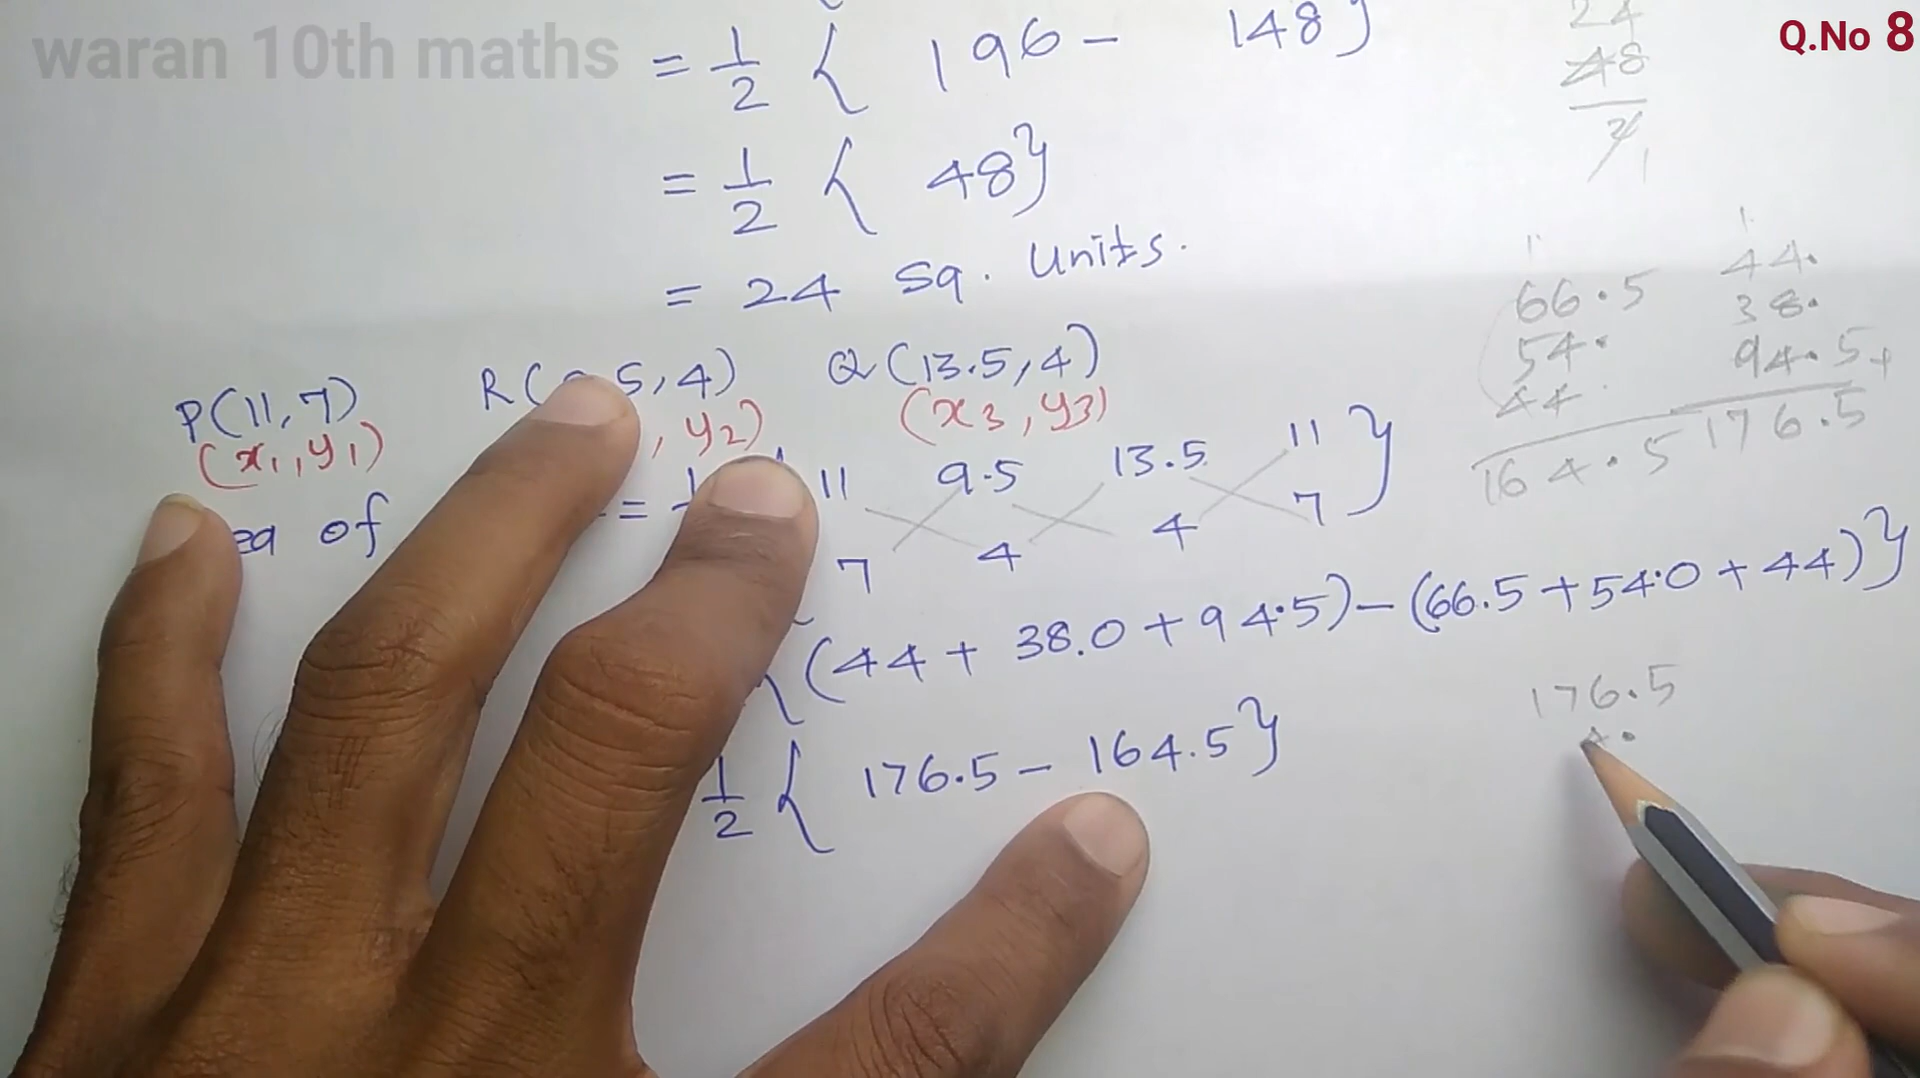 waran 10th maths
Q.No 8
= 1/2 { 196 - 148 }
= 1/2 { 48 }
= 24 Sq. Units.
P(11,7) R( 5,4) Q(13.5,4)
(x₁,y₁) , y₂) (x₃,y₃)
of = 11 9.5 13.5 11 }
7 4 4 7
(44 + 38.0 + 94.5) - (66.5 + 54.0 + 44) }
1/2 { 176.5 - 164.5 }
24
48
66.5
54.
44
164.5
44.
38.
94.5+
176.5
176.5